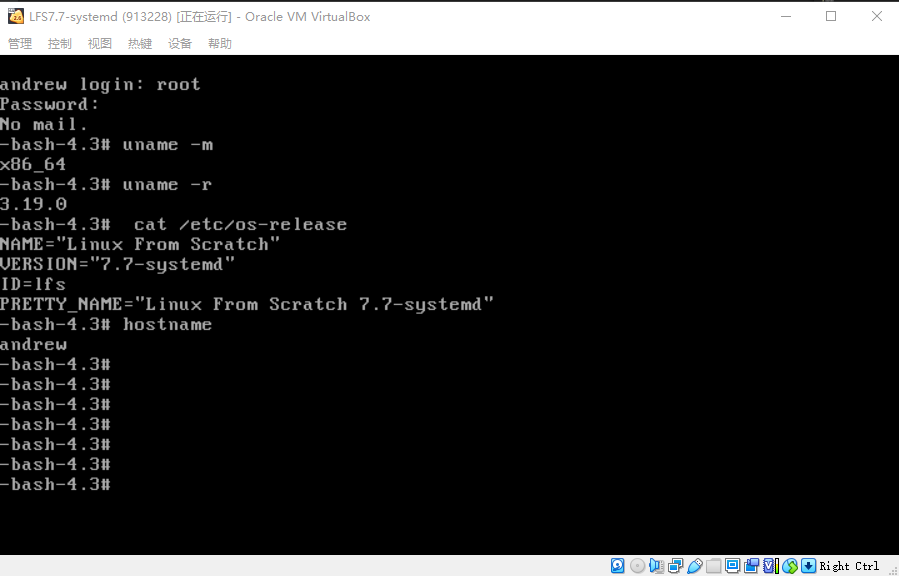 LFS7.7-systemd (913228) [正在运行] - Oracle VM VirtualBox
管理 控制 视图 热键 设备 帮助
andrew login: root
Password:
No mail.
-bash-4.3# uname -m
x86_64
-bash-4.3# uname -r
3.19.0
-bash-4.3#  cat /etc/os-release
NAME="Linux From Scratch"
VERSION="7.7-systemd"
ID=lfs
PRETTY_NAME="Linux From Scratch 7.7-systemd"
-bash-4.3# hostname
andrew
-bash-4.3#
-bash-4.3#
-bash-4.3#
-bash-4.3#
-bash-4.3#
-bash-4.3#
-bash-4.3#
Right Ctrl